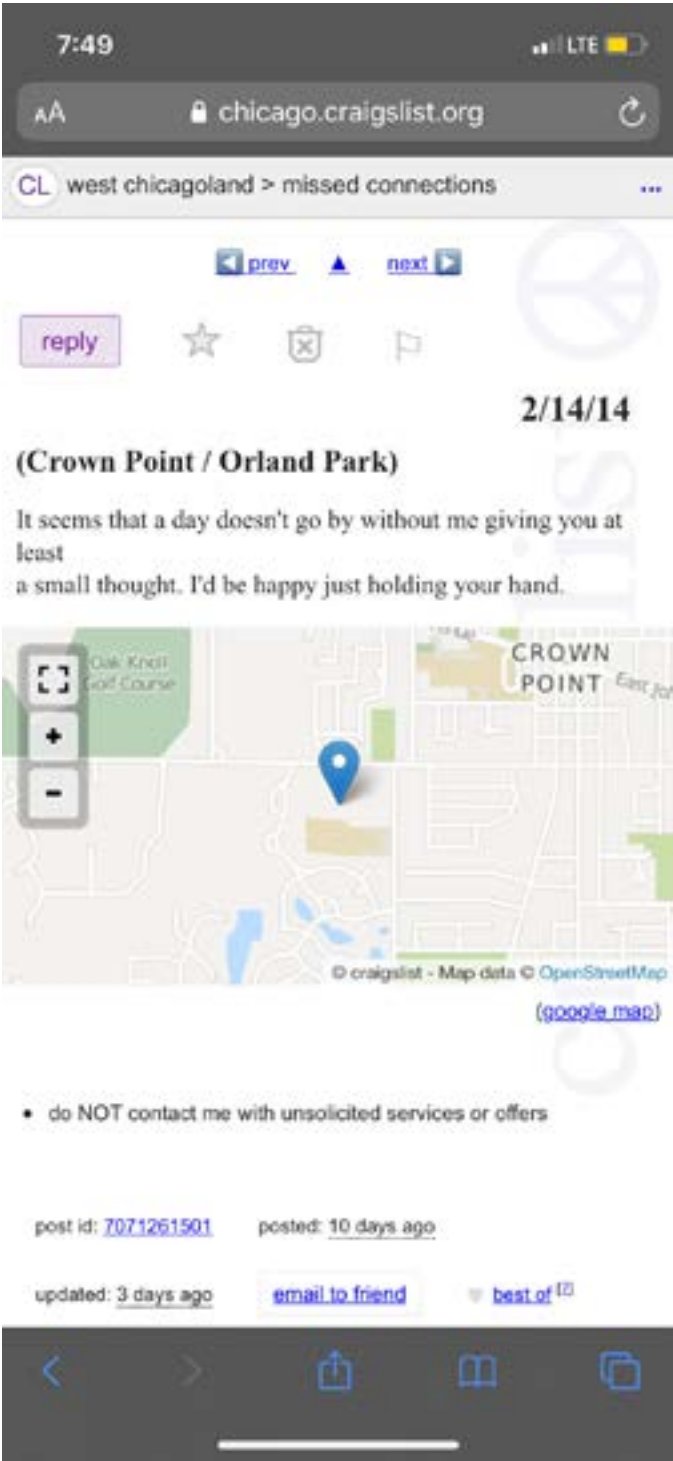 7:49 LTE
AA chicago.craigslist.org
CL west chicagoland > missed connections ...
prev next
reply
2/14/14
(Crown Point / Orland Park)
It seems that a day doesn't go by without me giving you at
least
a small thought. I'd be happy just holding your hand.
CROWN
POINT
Oak Knoll
Golf Course
+
-
© craigslist - Map data © OpenStreetMap
(google map)
• do NOT contact me with unsolicited services or offers
post id: 7071261501 posted: 10 days ago
updated: 3 days ago email to friend best of [?]